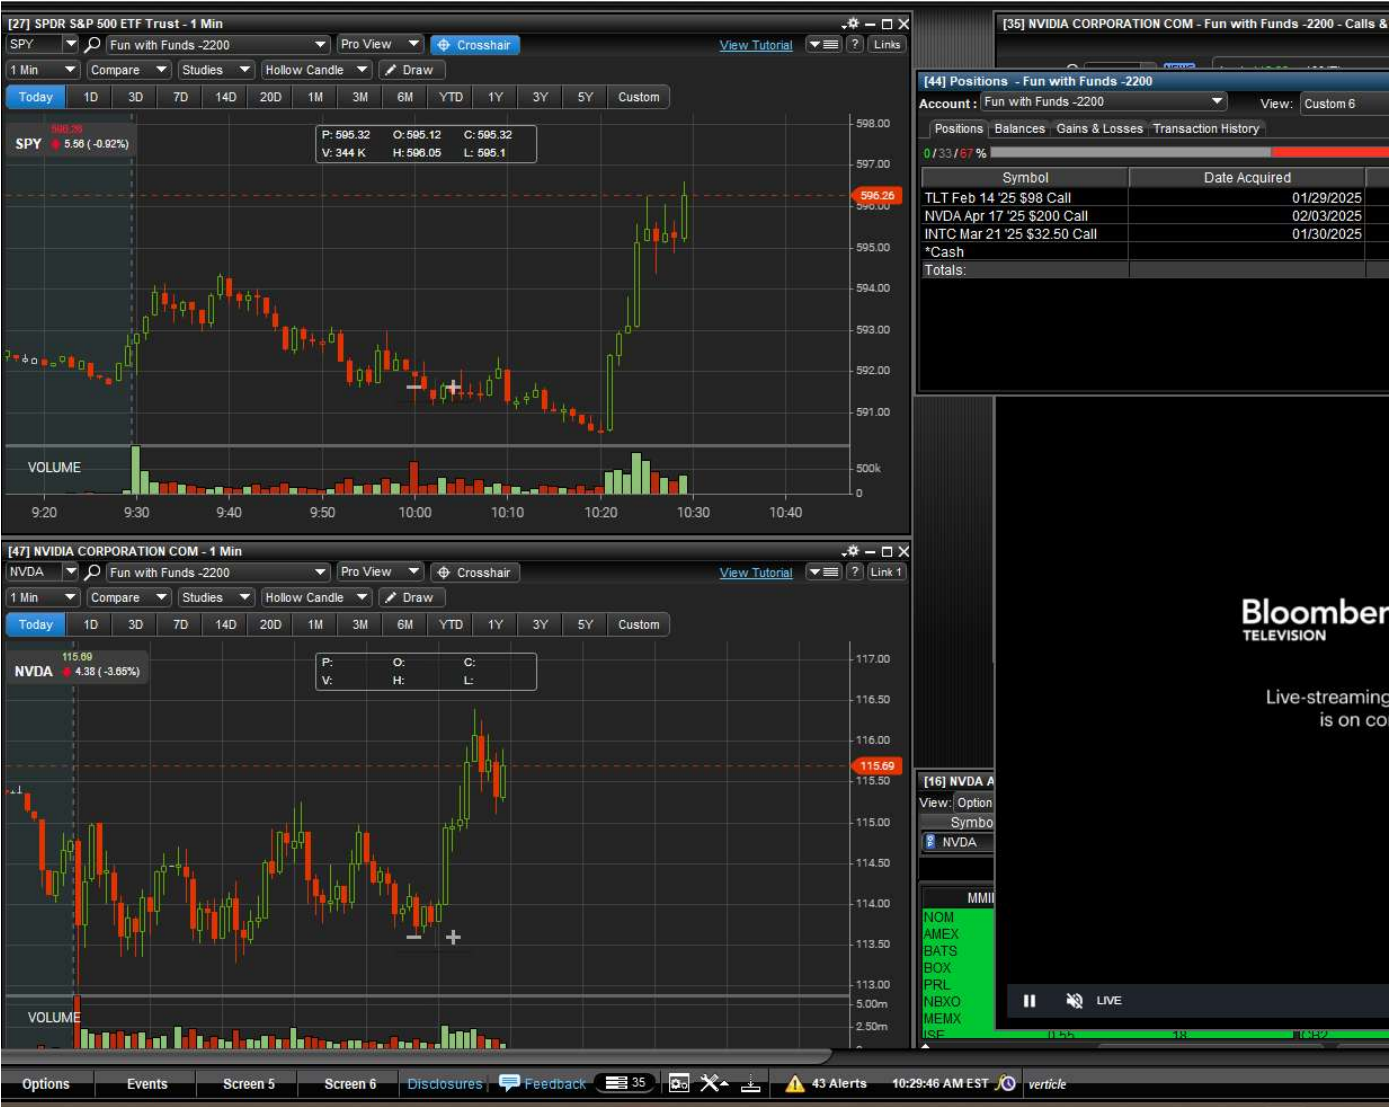 [27] SPDR S&P 500 ETF Trust - 1 Min
SPY Fun with Funds -2200 Pro View Crosshair View Tutorial ? Links
1 Min Compare Studies Hollow Candle Draw
Today 1D 3D 7D 14D 20D 1M 3M 6M YTD 1Y 3Y 5Y Custom
596.26
SPY 5.56 ( -0.92%)
P: 595.32 O: 595.12 C: 595.32
V: 344 K H: 596.05 L: 595.1
598.00
597.00
596.26
596.00
595.00
594.00
593.00
592.00
591.00
VOLUME
500k
0
9:20 9:30 9:40 9:50 10:00 10:10 10:20 10:30 10:40
[47] NVIDIA CORPORATION COM - 1 Min
NVDA Fun with Funds -2200 Pro View Crosshair View Tutorial ? Link 1
1 Min Compare Studies Hollow Candle Draw
Today 1D 3D 7D 14D 20D 1M 3M 6M YTD 1Y 3Y 5Y Custom
115.69
NVDA 4.38 ( -3.65%)
P: O: C:
V: H: L:
117.00
116.50
116.00
115.69
115.50
115.00
114.50
114.00
113.50
113.00
VOLUME
5.00m
2.50m
[35] NVIDIA CORPORATION COM - Fun with Funds -2200 - Calls &
[44] Positions - Fun with Funds -2200
Account : Fun with Funds -2200 View: Custom 6
Positions Balances Gains & Losses Transaction History
0 / 33 / 67 %
Symbol Date Acquired
TLT Feb 14 '25 $98 Call 01/29/2025
NVDA Apr 17 '25 $200 Call 02/03/2025
INTC Mar 21 '25 $32.50 Call 01/30/2025
*Cash
Totals:
Bloomber
TELEVISION
Live-streaming
is on co
LIVE
[16] NVDA A
View: Option
Symbo
NVDA
MMI
NOM
AMEX
BATS
BOX
PRL
NBXO
MEMX
ISE 0.55 18
Options Events Screen 5 Screen 6 Disclosures Feedback 35 43 Alerts 10:29:46 AM EST verticle